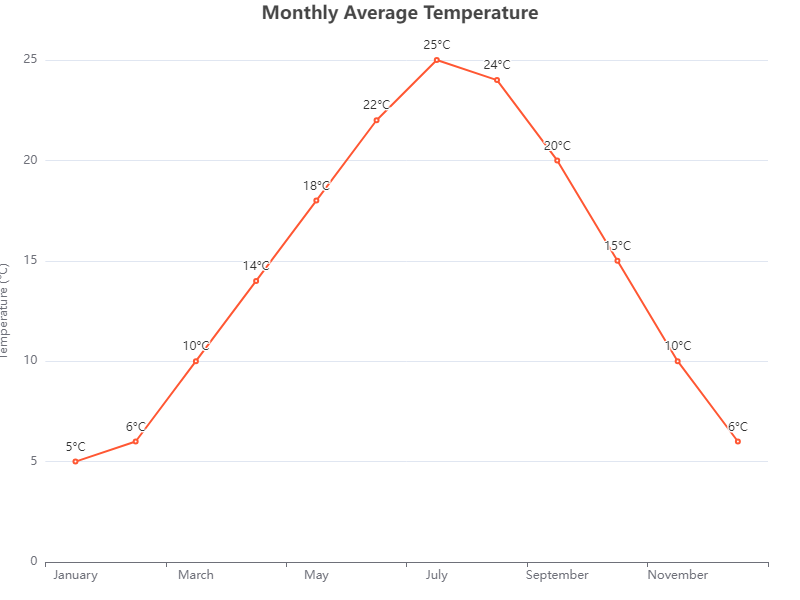 Monthly Average Temperature
Temperature (°C)
25
20
15
10
5
0
5°C
6°C
10°C
14°C
18°C
22°C
25°C
24°C
20°C
15°C
10°C
6°C
January
March
May
July
September
November